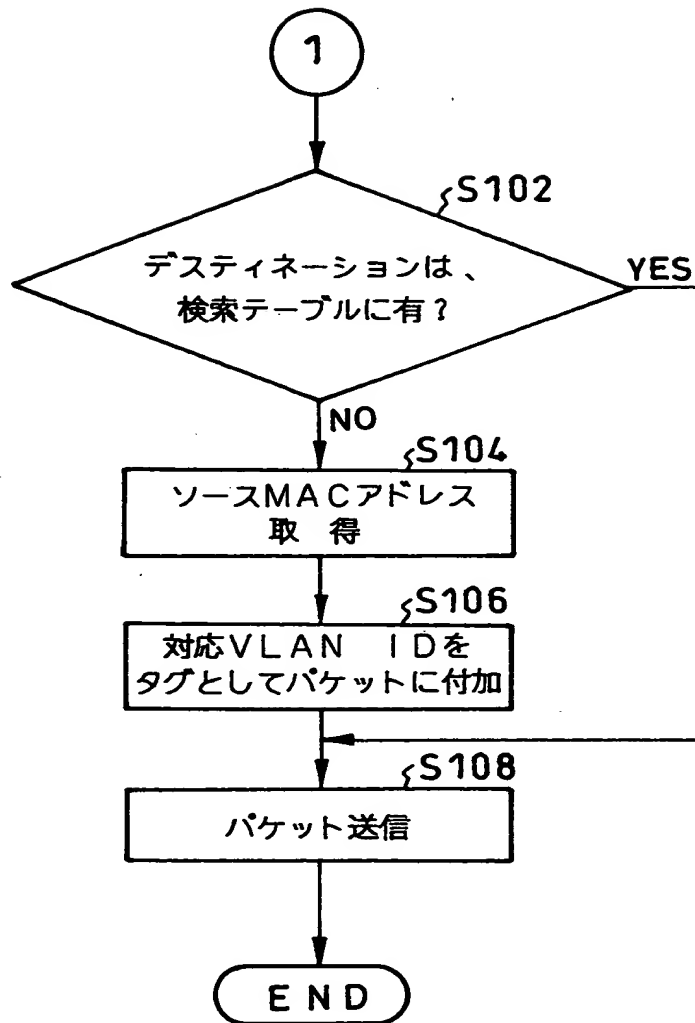 1
S102
デスティネーションは、
検索テーブルに有?
YES
NO
S104
ソースMACアドレス
取 得
S106
対応VLAN IDを
タグとしてパケットに付加
S108
パケット送信
END